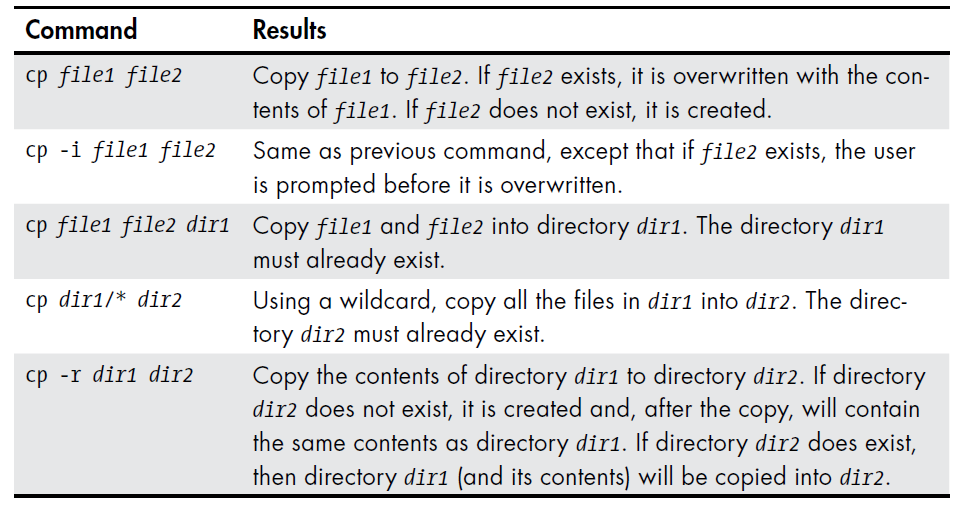 Command Results
cp file1 file2 Copy file1 to file2. If file2 exists, it is overwritten with the con-
tents of file1. If file2 does not exist, it is created.
cp -i file1 file2 Same as previous command, except that if file2 exists, the user
is prompted before it is overwritten.
cp file1 file2 dir1 Copy file1 and file2 into directory dir1. The directory dir1
must already exist.
cp dir1/* dir2 Using a wildcard, copy all the files in dir1 into dir2. The direc-
tory dir2 must already exist.
cp -r dir1 dir2 Copy the contents of directory dir1 to directory dir2. If directory
dir2 does not exist, it is created and, after the copy, will contain
the same contents as directory dir1. If directory dir2 does exist,
then directory dir1 (and its contents) will be copied into dir2.